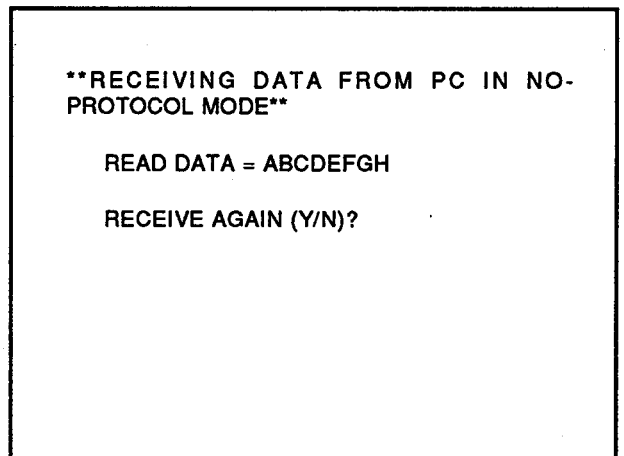 **RECEIVING DATA FROM PC IN NO-
PROTOCOL MODE**
READ DATA = ABCDEFGH
RECEIVE AGAIN (Y/N)?